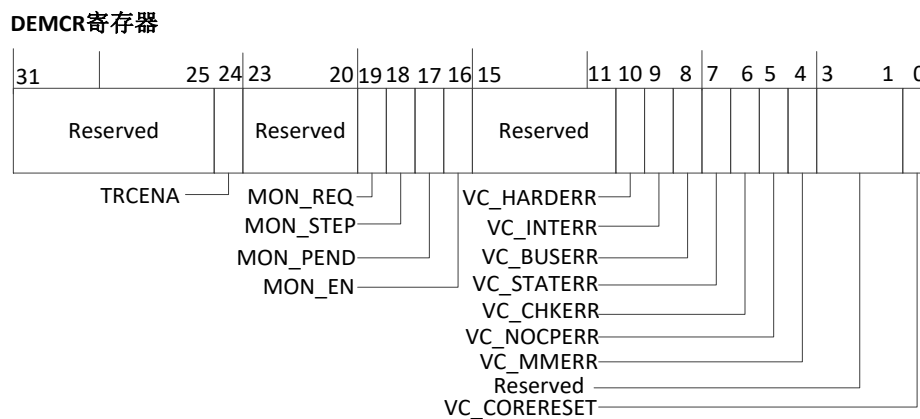 DEMCR寄存器
31 25 24 23 20 19 18 17 16 15 11 10 9 8 7 6 5 4 3 1 0
Reserved Reserved Reserved
TRCENA MON_REQ VC_HARDERR
MON_STEP VC_INTERR
MON_PEND VC_BUSERR
MON_EN VC_STATERR
VC_CHKERR
VC_NOCPERR
VC_MMERR
Reserved
VC_CORERESET